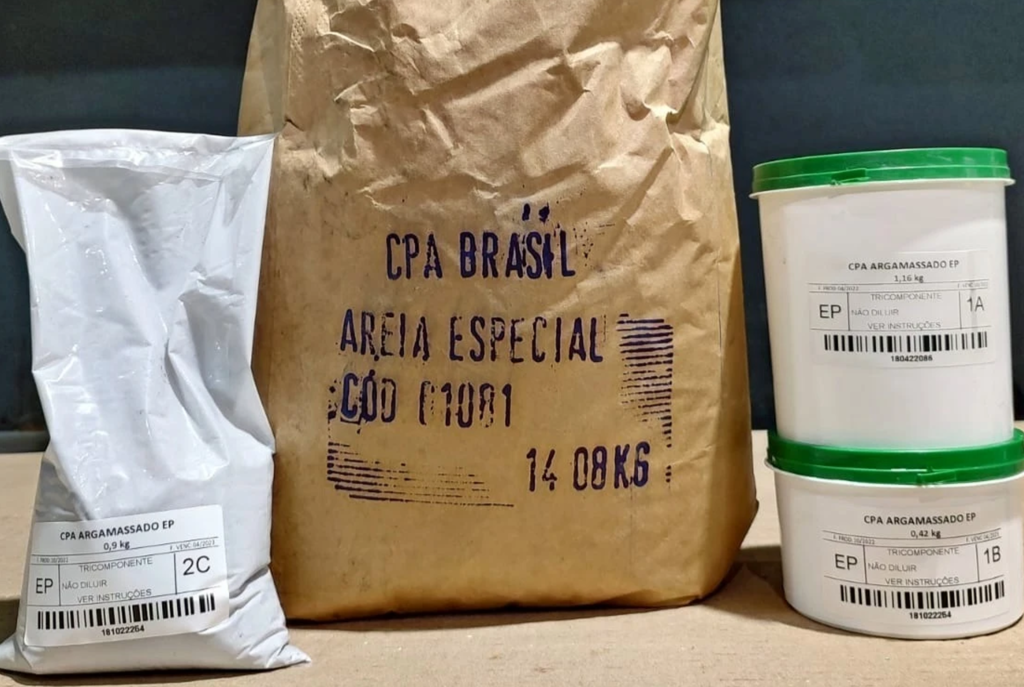 CPA BRASIL
AREIA ESPECIAL
CÓD 01081
14 08KG
CPA ARGAMASSADO EP
0,9 kg
EP
TRICOMPONENTE
NÃO DILUIR
VER INSTRUÇÕES
2C
181022264
CPA ARGAMASSADO EP
1,16 kg
EP
TRICOMPONENTE
NÃO DILUIR
VER INSTRUÇÕES
1A
180422086
CPA ARGAMASSADO EP
0,42 kg
EP
TRICOMPONENTE
NÃO DILUIR
VER INSTRUÇÕES
1B
181022264